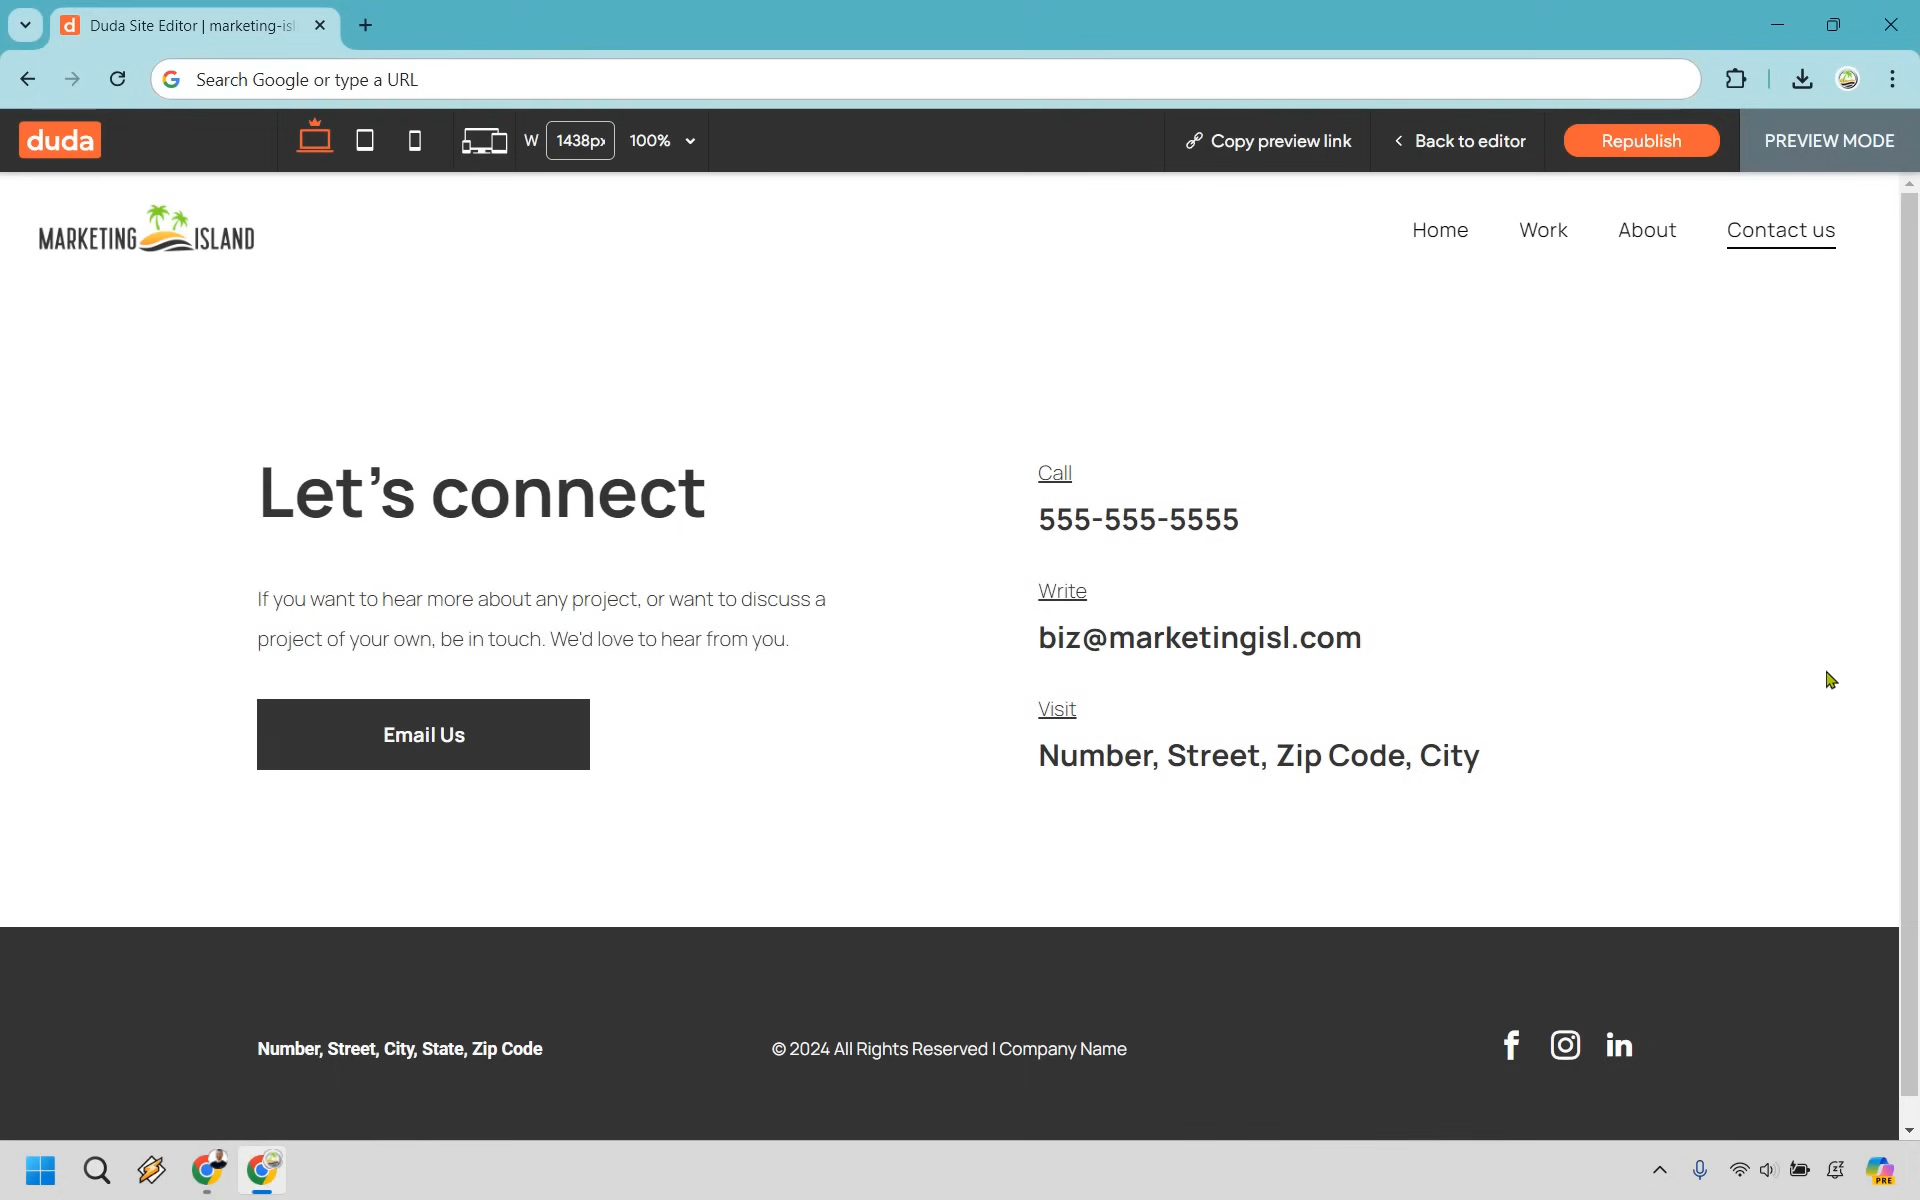 Duda Site Editor | marketing-isl
Search Google or type a URL
duda
W 1438px 100%
Copy preview link
Back to editor
Republish
PREVIEW MODE
MARKETING ISLAND
Home
Work
About
Contact us
Let's connect
If you want to hear more about any project, or want to discuss a
project of your own, be in touch. We'd love to hear from you.
Email Us
Call
555-555-5555
Write
biz@marketingisl.com
Visit
Number, Street, Zip Code, City
Number, Street, City, State, Zip Code
© 2024 All Rights Reserved | Company Name
PRE